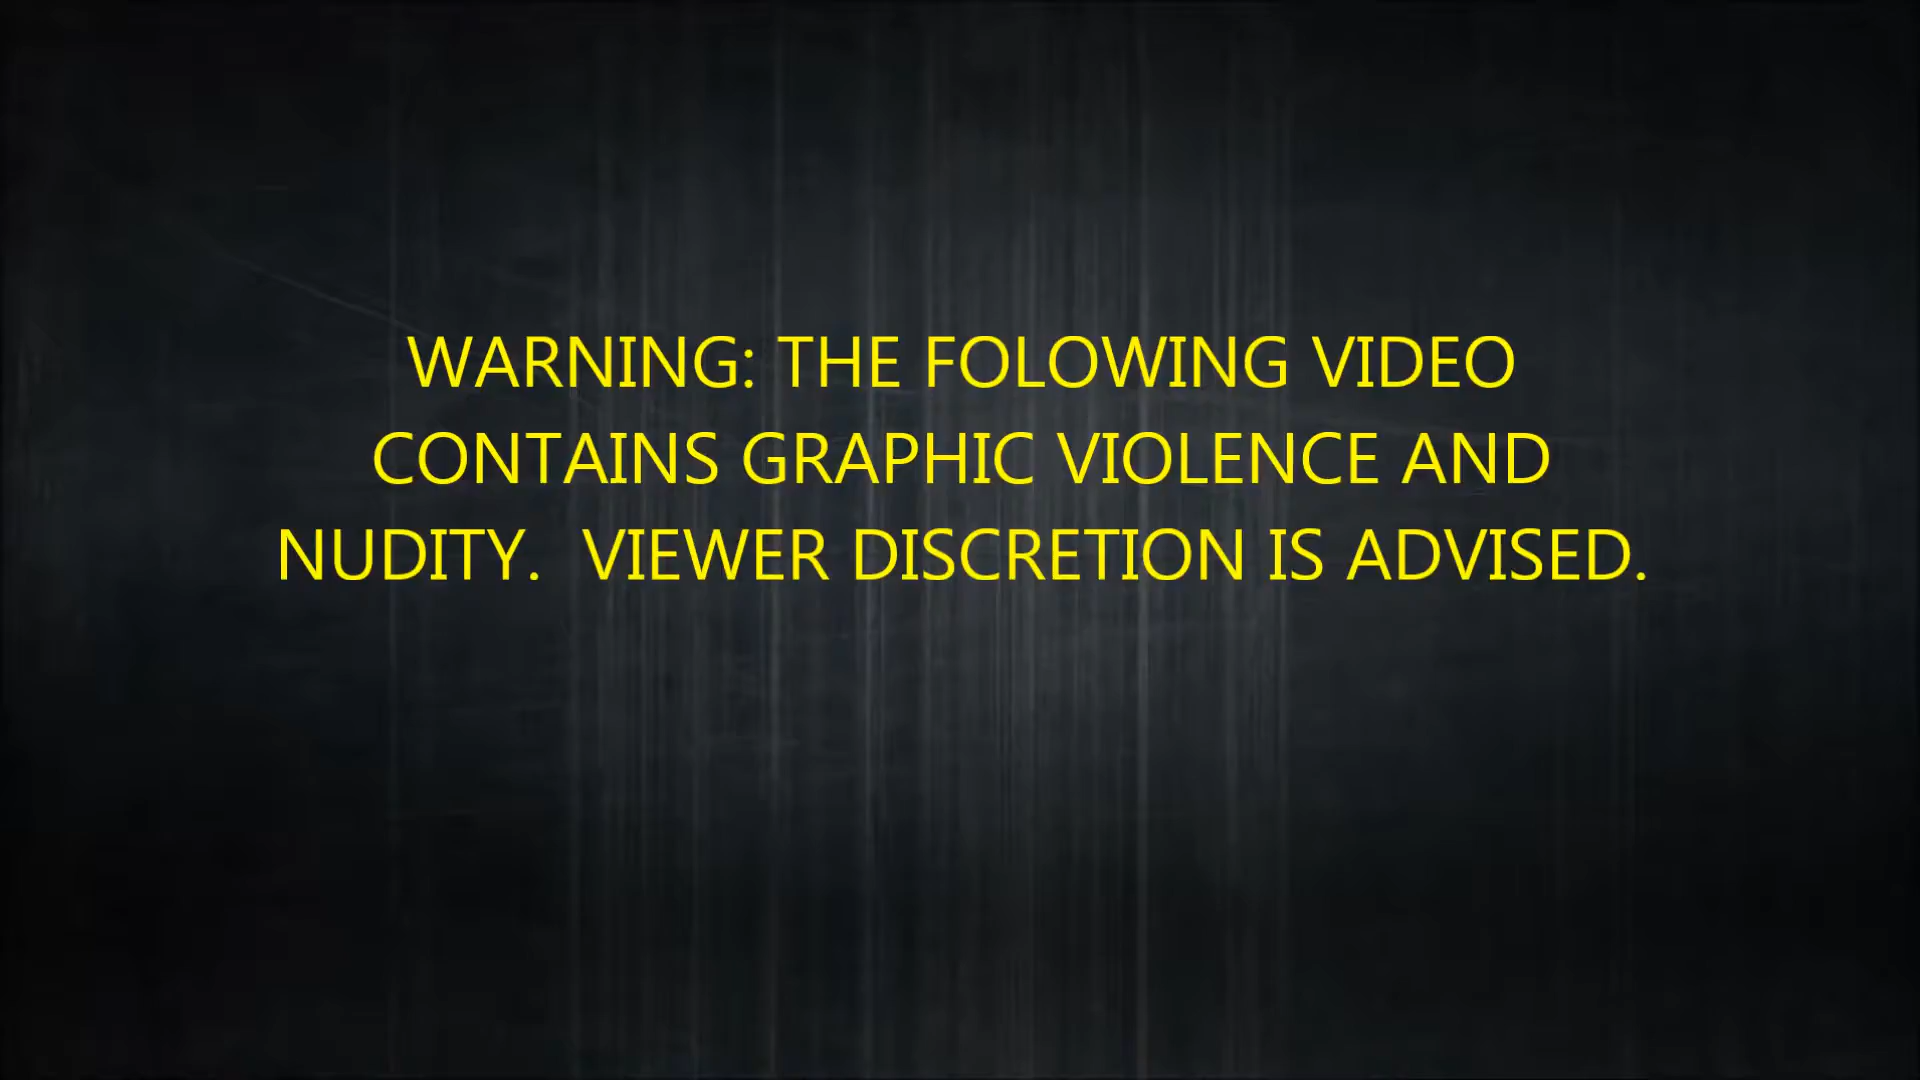 WARNING: THE FOLOWING VIDEO
CONTAINS GRAPHIC VIOLENCE AND
NUDITY.  VIEWER DISCRETION IS ADVISED.